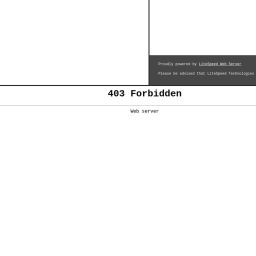 Proudly powered by LiteSpeed Web Server
Please be advised that LiteSpeed Technologies
403 Forbidden
Web server